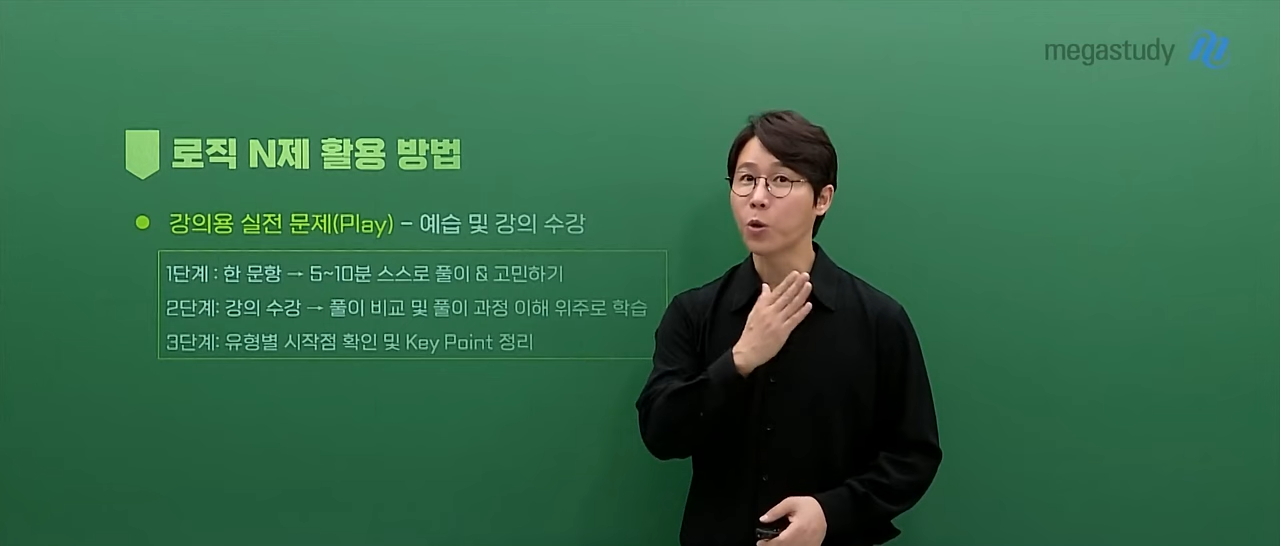 megastudy
로직 N제 활용 방법
강의용 실전 문제(Play) - 예습 및 강의 수강
1단계 : 한 문항 → 5~10분 스스로 풀이 & 고민하기
2단계: 강의 수강 → 풀이 비교 및 풀이 과정 이해 위주로 학습
3단계: 유형별 시작점 확인 및 Key Point 정리